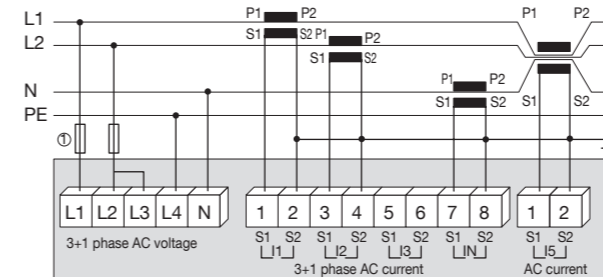 L1 P1 P2 P1 P2
L2 S1 S2 P1 P2
S1 S2
N P1 P2 S1 S2
PE S1 S2
①
L1 L2 L3 L4 N 1 2 3 4 5 6 7 8 1 2
3+1 phase AC voltage
S1 S2 S1 S2 S1 S2 S1 S2 S1 S2
I1 I2 I3 IN I5
3+1 phase AC current AC current